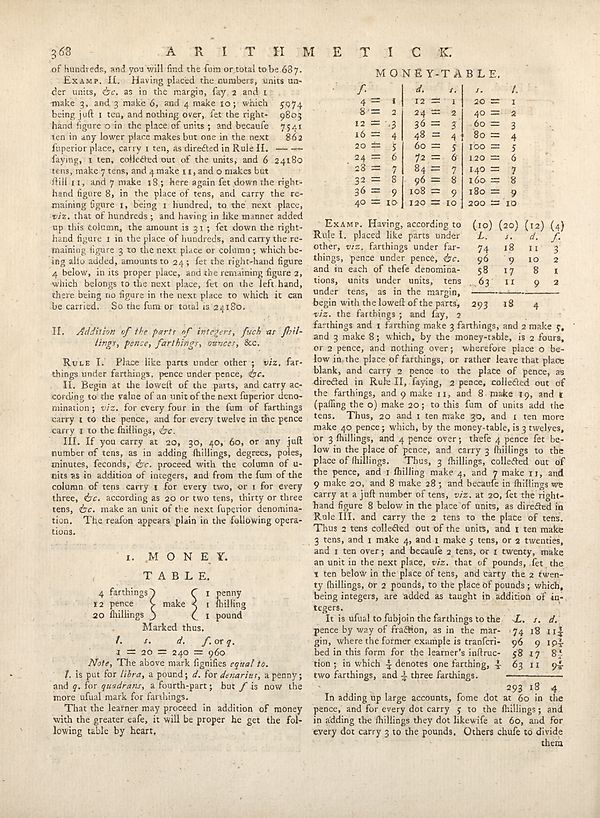 368 A R I T H M E T I C K.
of hundreds, and you will find the ſum or total to be 687.
EXAMP. II. Having placed the numbers, units un-
der units, &c. as in the margin, ſay 2 and 1
make 3, and 3 make 6, and 4 make 10; which 5974
being juſt 1 ten, and nothing over, ſet the right- 9803
hand figure 0 in the place of units; and becauſe 7541
ten in any lower place makes but one in the next 862
ſuperior place, carry 1 ten, as directed in Rule II. — —
ſaying, 1 ten, collected out of the units, and 6 24180
tens, make 7 tens, and 4 make 11, and 0 makes but
ſtill 11, and 7 make 18; here again ſet down the right-
hand figure 8, in the place of tens, and carry the re-
maining figure 1, being 1 hundred, to the next place,
viz. that of hundreds; and having in like manner added
up this column, the amount is 31; ſet down the right-
hand figure 1 in the place of hundreds, and carry the re-
maining figure 3 to the next place or column; which be-
ing alſo added, amounts to 24; ſet the right-hand figure
4 below, in its proper place, and the remaining figure 2,
which belongs to the next place, ſet on the left hand,
there being no figure in the next place to which it can
be carried. So the ſum or total is 24180.
II. Addition of the parts of integers, ſuch as ſhil-
lings, pence, farthings, ounces, &c.
RULE I. Place like parts under other; viz. far-
things under farthings, pence under pence, &c.
II. Begin at the loweſt of the parts, and carry ac-
cording to the value of an unit of the next ſuperior deno-
mination; viz. for every four in the ſum of farthings
carry 1 to the pence, and for every twelve in the pence
carry 1 to the ſhillings, &c.
III. If you carry at 20, 30, 40, 60, or any juſt
number of tens, as in adding ſhillings, degrees, poles,
minutes, ſeconds, &c. proceed with the column of u-
nits as in addition of integers, and from the ſum of the
column of tens carry 1 for every two, or 1 for every
three, &c. according as 20 or two tens, thirty or three
tens, &c. make an unit of the next ſuperior denomina-
tion. The reaſon appears plain in the following opera-
tions.
1. M O N E Y.
T A B L E.
4 farthings } { 1 penny
12 pence } make { 1 ſhilling
20 ſhillings } { 1 pound
Marked thus.
l. s. d. f. or q.
1 = 20 = 240 = 960
Note, The above mark ſignifies equal to.
l. is put for libra, a pound; d. for denarius, a penny;
and q. for quadrans, a fourth-part; but f is now the
more uſual mark for farthings.
That the learner may proceed in addition of money
with the greater eaſe, it will be proper he get the fol-
lowing table by heart.
M O N E Y - T A B L E.
f. d. s. s. l.
4 = 1 12 = 1 20 = 1
8 = 2 24 = 2 40 = 2
12 = 3 36 = 3 60 = 3
16 = 4 48 = 4 80 = 4
20 = 5 60 = 5 100 = 5
24 = 6 72 = 6 120 = 6
28 = 7 84 = 7 140 = 7
32 = 8 96 = 8 160 = 8
36 = 9 108 = 9 180 = 9
40 = 10 120 = 10 200 = 10
EXAMP. Having, according to (10) (20) (12) (4)
Rule I. placed like parts under L. s. d. f.
other, viz. farthings under far- 74 18 11 3
things, pence under pence, &c. 96 9 10 2
and in each of theſe denomina- 58 17 8 1
tions, units under units, tens 63 11 9 2
under tens, as in the margin,
begin with the loweſt of the parts, 293 18 4
viz. the farthings; and ſay, 2
farthings and 1 farthing make 3 farthings, and 2 make 5,
and 3 make 8; which, by the money-table, is 2 fours,
or 2 pence, and nothing over; wherefore place 0 be-
low in the place of farthings, or rather leave that place
blank, and carry 2 pence to the place of pence, as
directed in Rule II, ſaying, 2 pence, collected out of
the farthings, and 9 make 11, and 8 make 19, and 1
(paſſing the 0) make 20; to this ſum of units add the
tens. Thus, 20 and 1 ten make 30, and 1 ten more
make 40 pence; which, by the money-table, is 3 twelves,
or 3 ſhillings, and 4 pence over; theſe 4 pence ſet be-
low in the place of pence, and carry 3 ſhillings to the
place of ſhillings. Thus, 3 ſhillings, collected out of
the pence, and 1 ſhilling make 4, and 7 make 11, and
9 make 20, and 8 make 28; and becauſe in ſhillings we
carry at a juſt number of tens, viz. at 20, ſet the right-
hand figure 8 below in the place of units, as directed in
Rule III. and carry the 2 tens to the place of tens.
Thus 2 tens collected out of the units, and 1 ten make
3 tens, and 1 make 4, and 1 make 5 tens, or 2 twenties,
and 1 ten over; and becauſe 2 tens, or 1 twenty, make
an unit in the next place, viz. that of pounds, ſet the
1 ten below in the place of tens, and carry the 2 twen-
ty ſhillings, or 2 pounds, to the place of pounds; which,
being integers, are added as taught in addition of in-
tegers.
It is uſual to ſubjoin the farthings to the L. s. d.
pence by way of fraction, as in the mar- 74 18 11¾
gin, where the former example is tranſcri- 96 9 10½
bed in this form for the learner's inſtruc- 58 17 8¼
tion; in which ¼ denotes one farthing, ½ 63 11 9½
two farthings, and ¾ three farthings.
293 18 4
In adding up large accounts, ſome dot at 60 in the
pence, and for every dot carry 5 to the ſhillings; and
in adding the ſhillings they dot likewiſe at 60, and for
every dot carry 3 to the pounds. Others chuſe to divide
them